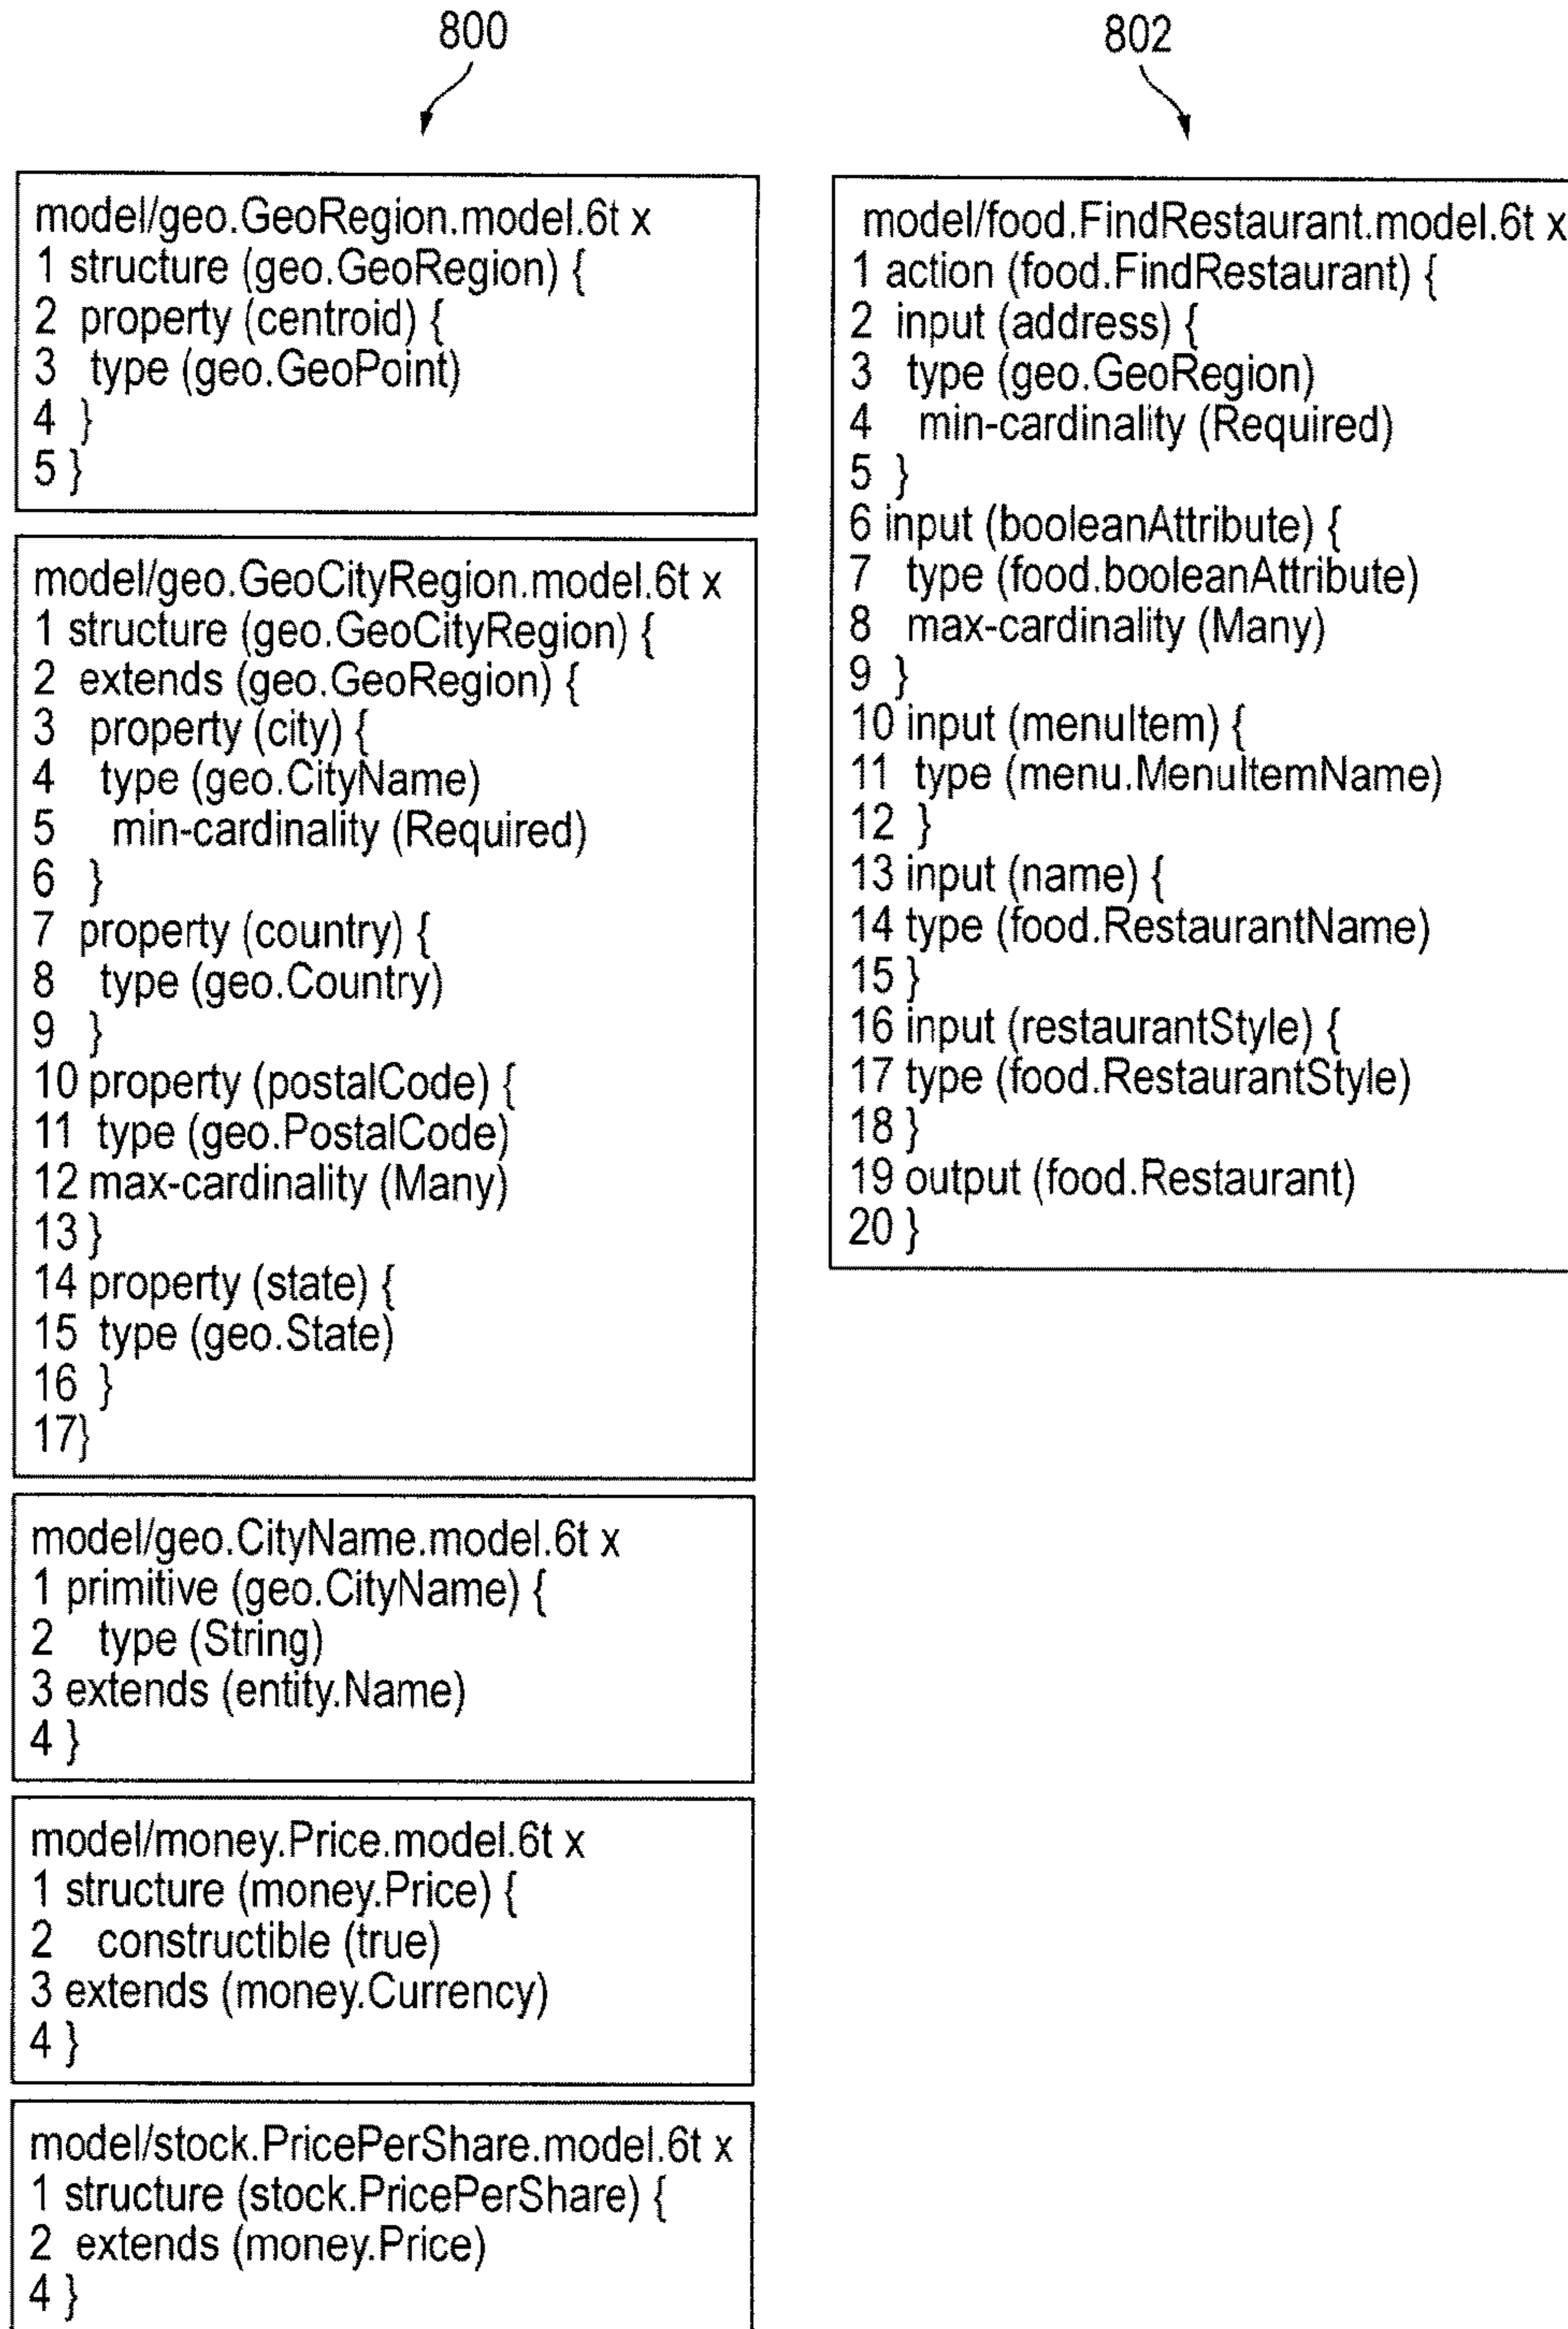 800
model/geo.GeoRegion.model.6t x
1 structure (geo.GeoRegion) {
2 property (centroid) {
3 type (geo.GeoPoint)
4 }
5 }
model/geo.GeoCityRegion.model.6t x
1 structure (geo.GeoCityRegion) {
2 extends (geo.GeoRegion) {
3 property (city) {
4 type (geo.CityName)
5 min-cardinality (Required)
6 }
7 property (country) {
8 type (geo.Country)
9 }
10 property (postalCode) {
11 type (geo.PostalCode)
12 max-cardinality (Many)
13 }
14 property (state) {
15 type (geo.State)
16 }
17}
model/geo.CityName.model.6t x
1 primitive (geo.CityName) {
2 type (String)
3 extends (entity.Name)
4 }
model/money.Price.model.6t x
1 structure (money.Price) {
2 constructible (true)
3 extends (money.Currency)
4 }
model/stock.PricePerShare.model.6t x
1 structure (stock.PricePerShare) {
2 extends (money.Price)
4 }
802
model/food.FindRestaurant.model.6t x
1 action (food.FindRestaurant) {
2 input (address) {
3 type (geo.GeoRegion)
4 min-cardinality (Required)
5 }
6 input (booleanAttribute) {
7 type (food.booleanAttribute)
8 max-cardinality (Many)
9 }
10 input (menuItem) {
11 type (menu.MenuItemName)
12 }
13 input (name) {
14 type (food.RestaurantName)
15 }
16 input (restaurantStyle) {
17 type (food.RestaurantStyle)
18 }
19 output (food.Restaurant)
20 }